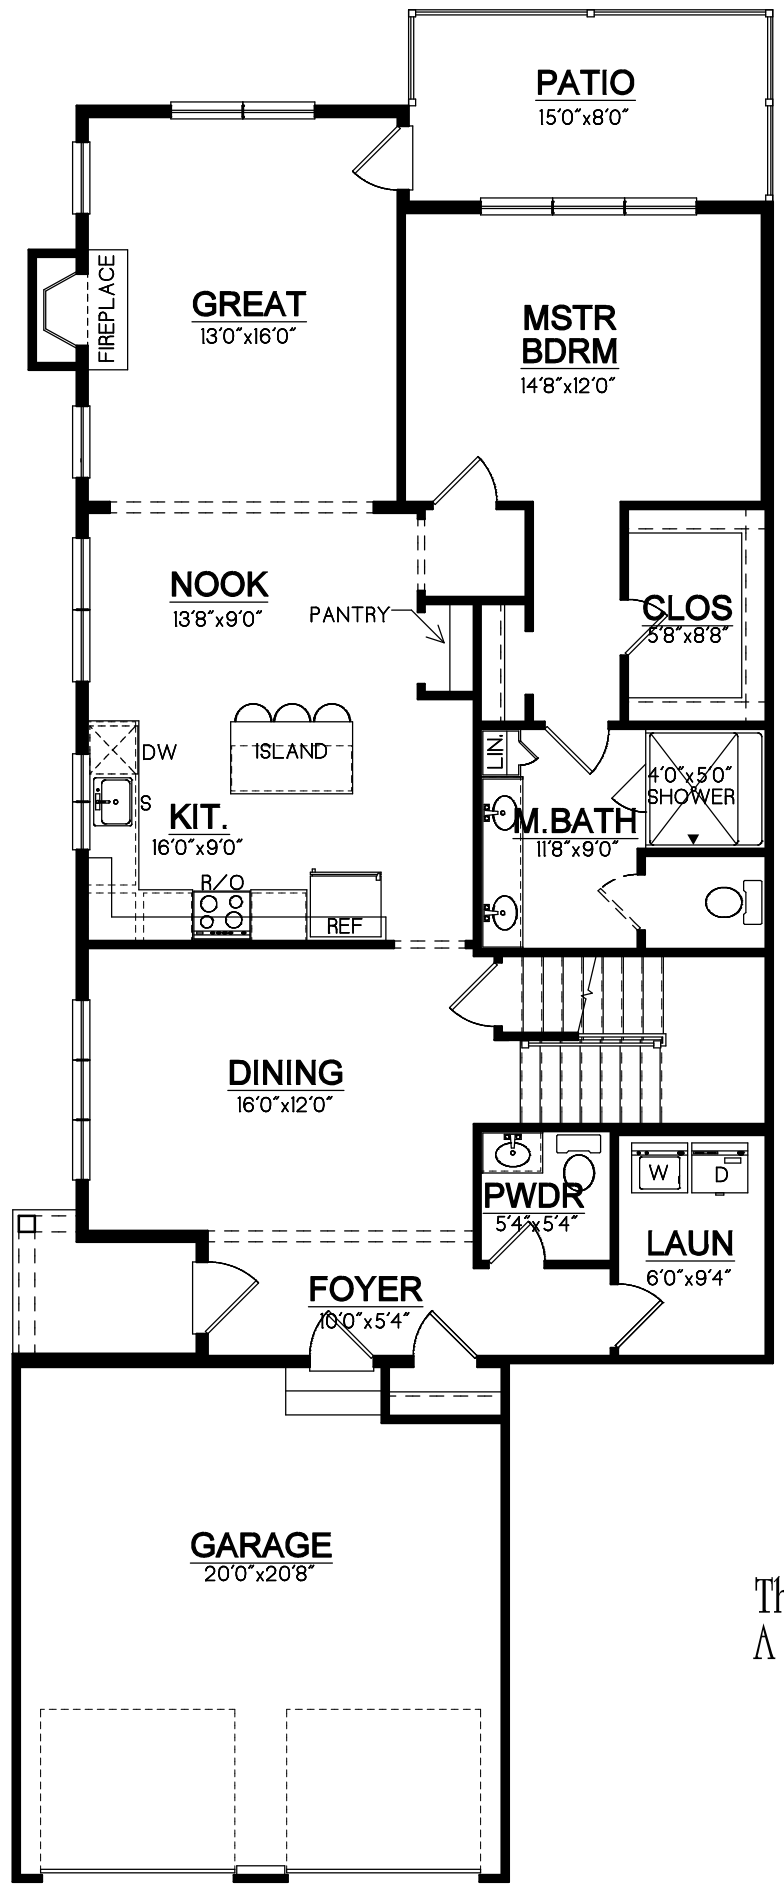 PATIO
15'0"x8'0"
FIREPLACE
GREAT
13'0"x16'0"
MSTR
BDRM
14'8"x12'0"
NOOK
13'8"x9'0"
PANTRY
CLOS
5'8"x8'8"
DW
ISLAND
LIN.
S
KIT.
16'0"x9'0"
4'0"x5'0"
SHOWER
M.BATH
11'8"x9'0"
R/O
REF
DINING
16'0"x12'0"
W
D
PWDR
5'4"x5'4"
LAUN
6'0"x9'4"
FOYER
10'0"x5'4"
GARAGE
20'0"x20'8"
Th
A